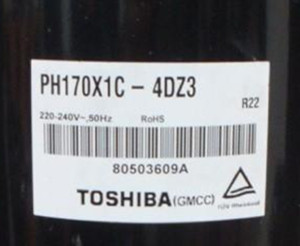 PH170X1C - 4DZ3
R22
220-240V~,50Hz RoHS
80503609A
TOSHIBA(GMCC)